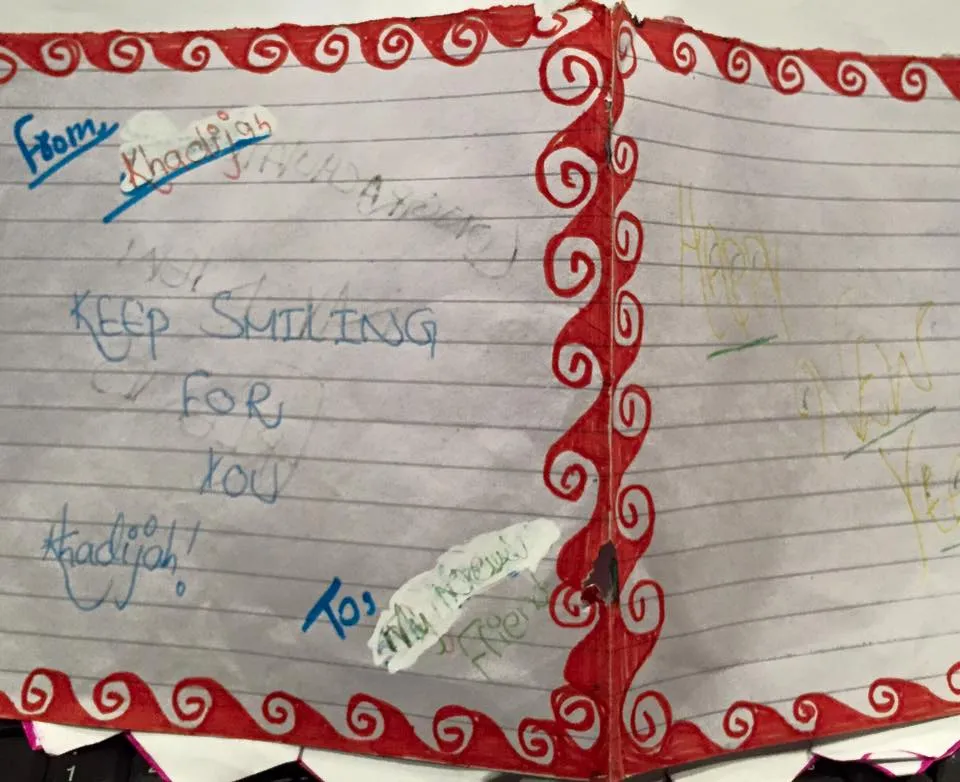 From,
Khadijah
KEEP SMILING
FOR
YOU
Khadijah!
To,
My
Friend
Happy
NEW